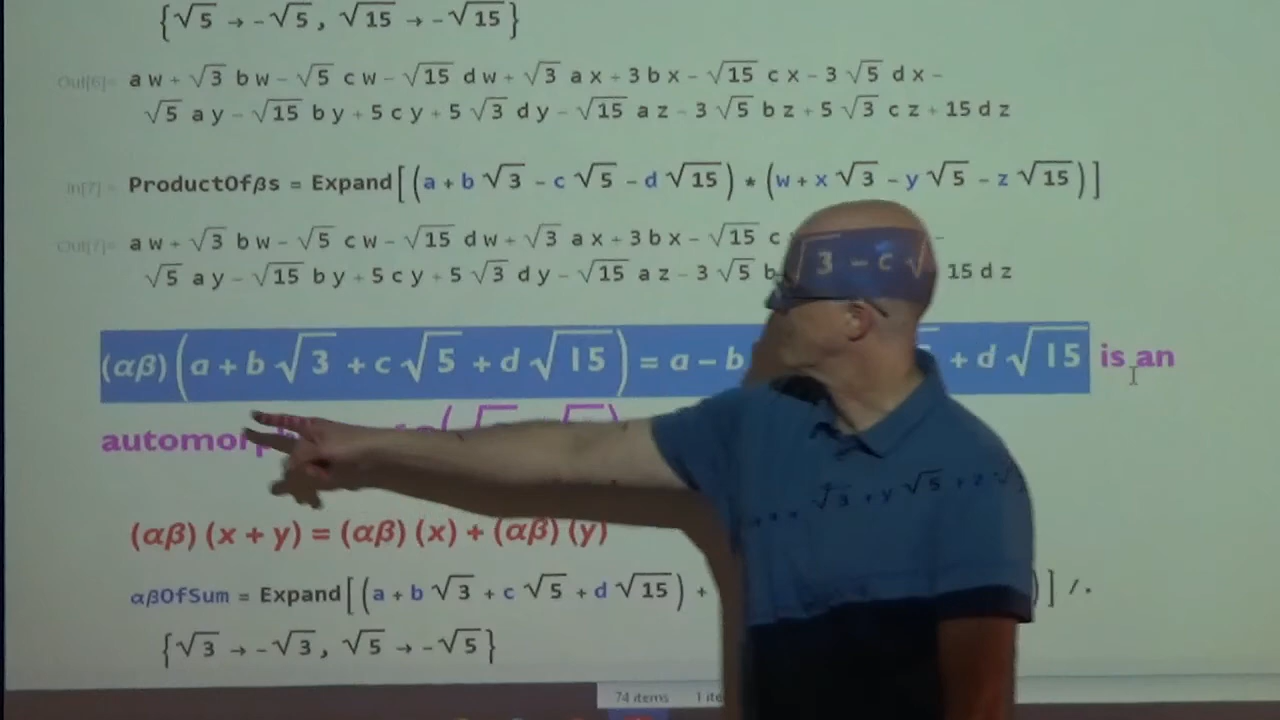 {√5 → -√5, √15 → -√15}
Out[6]= a w + √3 b w - √5 c w - √15 d w + √3 a x + 3 b x - √15 c x - 3 √5 d x -
√5 a y - √15 b y + 5 c y + 5 √3 d y - √15 a z - 3 √5 b z + 5 √3 c z + 15 d z
In[7]:= ProductOfβs = Expand[(a + b √3 - c √5 - d √15) * (w + x √3 - y √5 - z √15)]
Out[7]= a w + √3 b w - √5 c w - √15 d w + √3 a x + 3 b x - √15 c
√5 a y - √15 b y + 5 c y + 5 √3 d y - √15 a z - 3 √5 b 15 d z
(αβ)(a + b √3 + c √5 + d √15) = a - b √3 - c √ + d √15 is an
(αβ) (x + y) = (αβ) (x) + (αβ) (y)
αβOfSum = Expand[(a + b √3 + c √5 + d √15) + )] /.
{√3 → -√3, √5 → -√5}
74 items